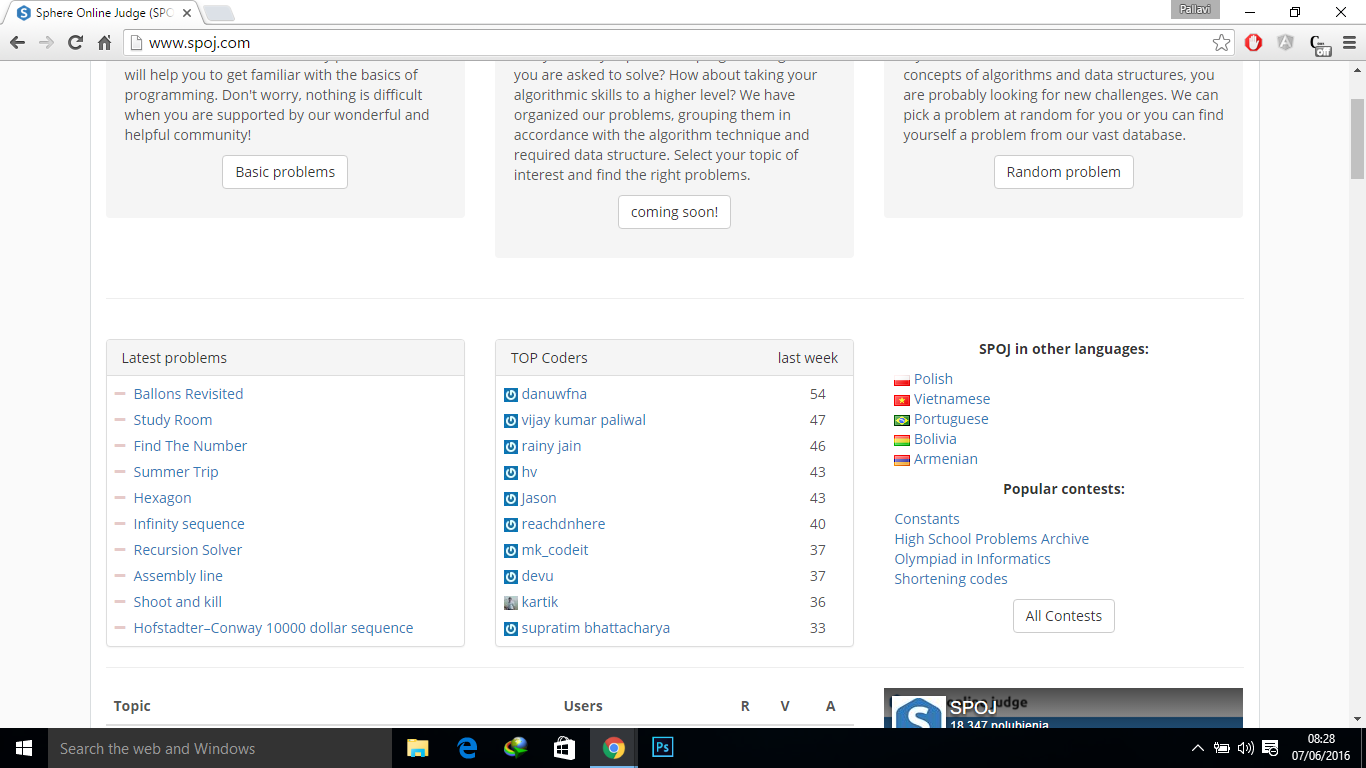 Sphere Online Judge (SPO
Pallavi
www.spoj.com
off
will help you to get familiar with the basics of
programming. Don't worry, nothing is difficult
when you are supported by our wonderful and
helpful community!
Basic problems
you are asked to solve? How about taking your
algorithmic skills to a higher level? We have
organized our problems, grouping them in
accordance with the algorithm technique and
required data structure. Select your topic of
interest and find the right problems.
coming soon!
concepts of algorithms and data structures, you
are probably looking for new challenges. We can
pick a problem at random for you or you can find
yourself a problem from our vast database.
Random problem
Latest problems
Ballons Revisited
Study Room
Find The Number
Summer Trip
Hexagon
Infinity sequence
Recursion Solver
Assembly line
Shoot and kill
Hofstadter–Conway 10000 dollar sequence
TOP Coders last week
danuwfna 54
vijay kumar paliwal 47
rainy jain 46
hv 43
Jason 43
reachdnhere 40
mk_codeit 37
devu 37
kartik 36
supratim bhattacharya 33
SPOJ in other languages:
Polish
Vietnamese
Portuguese
Bolivia
Armenian
Popular contests:
Constants
High School Problems Archive
Olympiad in Informatics
Shortening codes
All Contests
Topic Users R V A
online judge
SPOJ
18 347 polubienia
Search the web and Windows
Ps
08:28
07/06/2016